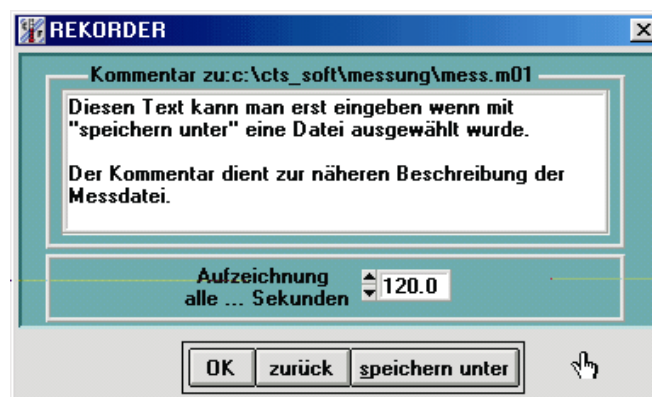 REKORDER
Kommentar zu:c:\cts_soft\messung\mess.m01
Diesen Text kann man erst eingeben wenn mit
"speichern unter" eine Datei ausgewählt wurde.
Der Kommentar dient zur näheren Beschreibung der
Messdatei.
Aufzeichnung
alle ... Sekunden
120.0
OK zurück speichern unter